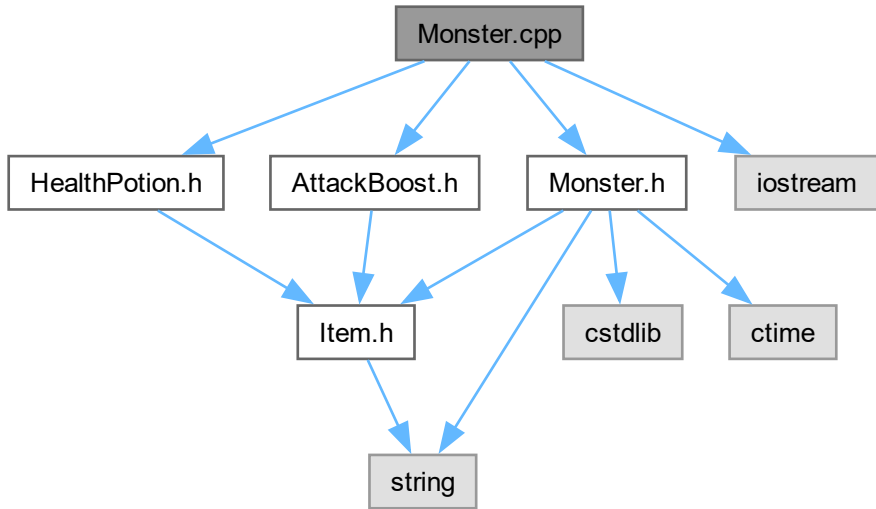 Monster.cpp
HealthPotion.h
AttackBoost.h
Monster.h
iostream
Item.h
cstdlib
ctime
string